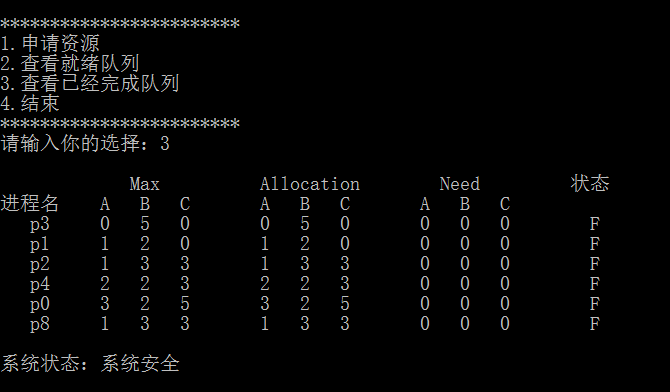 ************************
1.申请资源
2.查看就绪队列
3.查看已经完成队列
4.结束
************************
请输入你的选择：3
Max Allocation Need 状态
进程名 A B C A B C A B C
p3 0 5 0 0 5 0 0 0 0 F
p1 1 2 0 1 2 0 0 0 0 F
p2 1 3 3 1 3 3 0 0 0 F
p4 2 2 3 2 2 3 0 0 0 F
p0 3 2 5 3 2 5 0 0 0 F
p8 1 3 3 1 3 3 0 0 0 F
系统状态：系统安全